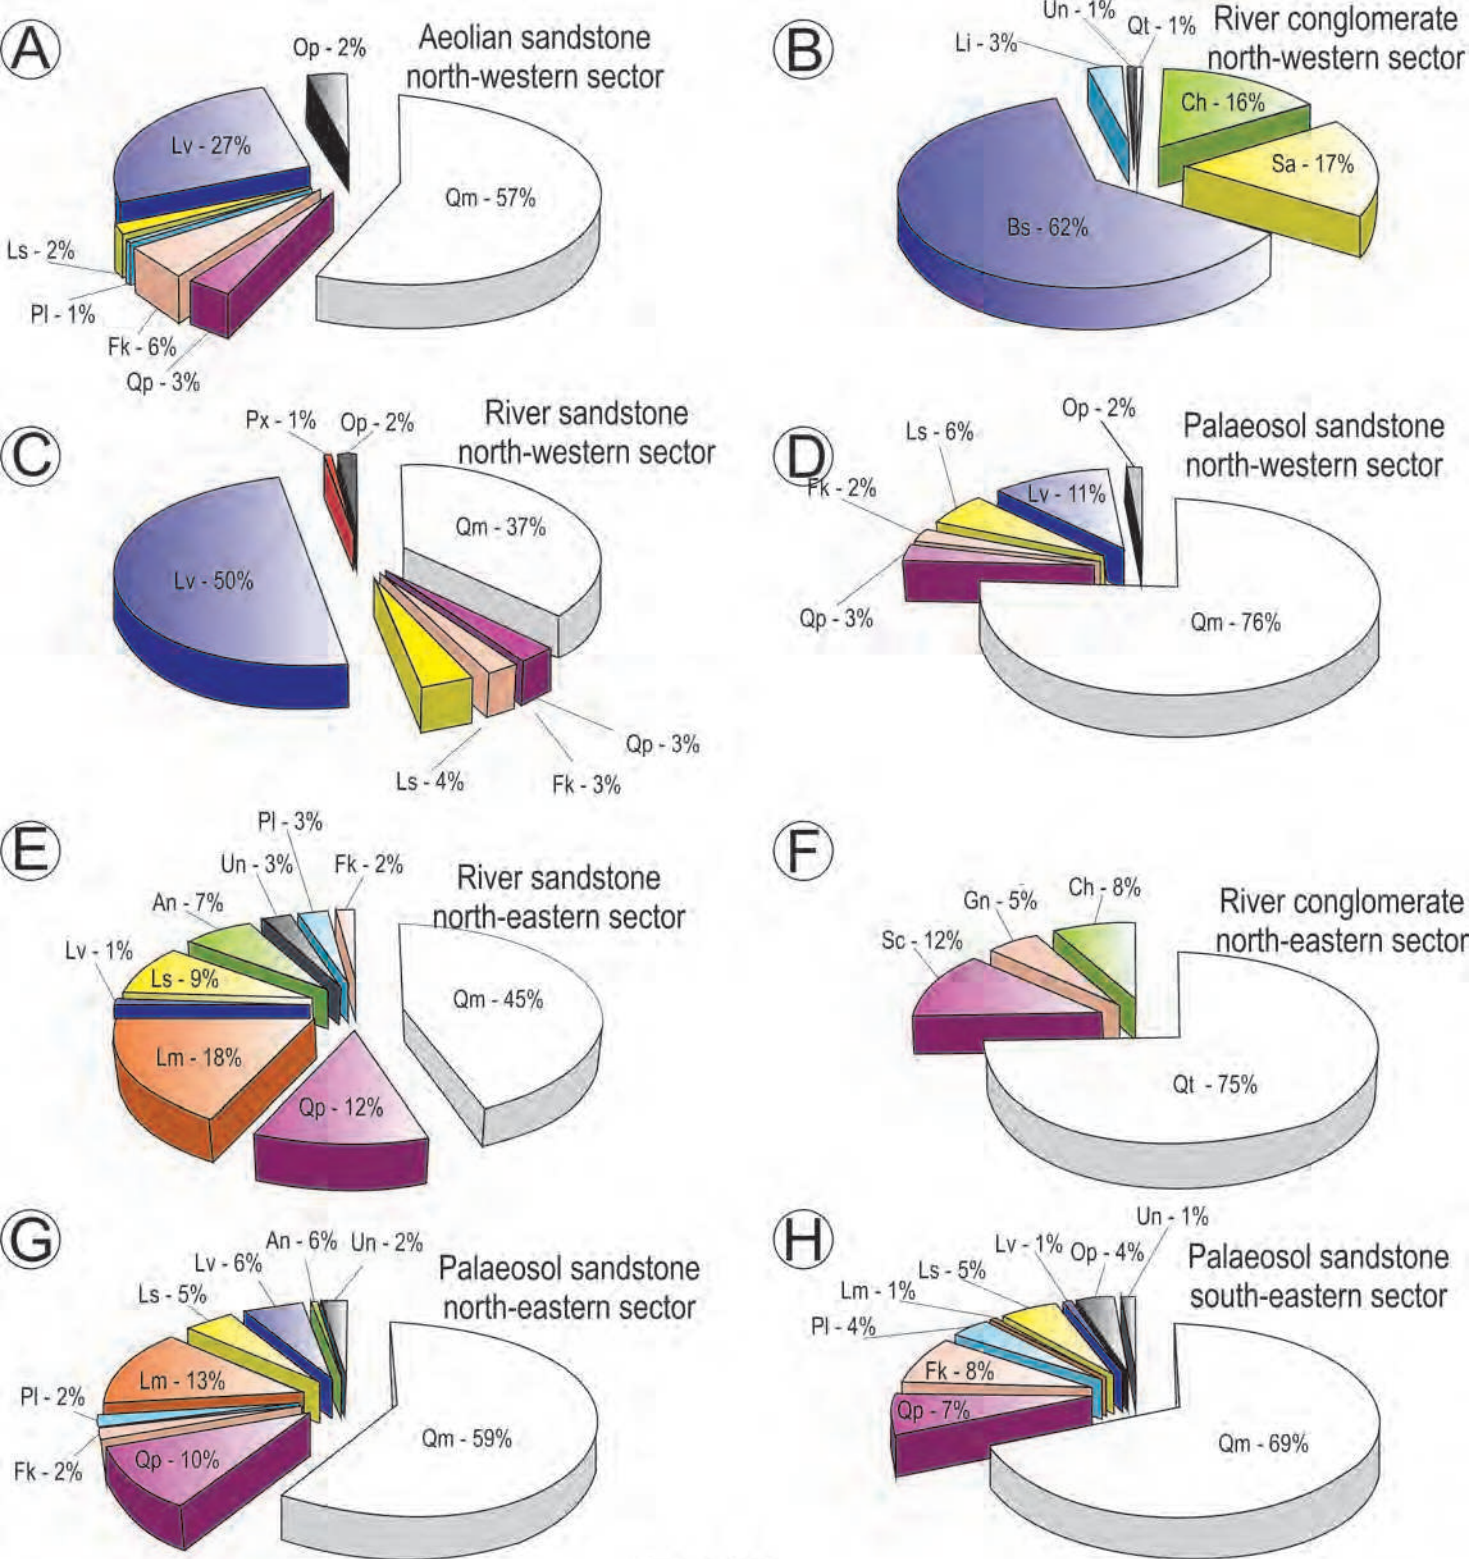 A
Aeolian sandstone
north-western sector
Op - 2%
Lv - 27%
Qm - 57%
Ls - 2%
Pl - 1%
Fk - 6%
Qp - 3%
B
River conglomerate
north-western sector
Un - 1%
Qt - 1%
Li - 3%
Ch - 16%
Sa - 17%
Bs - 62%
C
River sandstone
north-western sector
Px - 1%
Op - 2%
Qm - 37%
Lv - 50%
Qp - 3%
Ls - 4%
Fk - 3%
D
Palaeosol sandstone
north-western sector
Op - 2%
Ls - 6%
Fk - 2%
Lv - 11%
Qp - 3%
Qm - 76%
E
River sandstone
north-eastern sector
Pl - 3%
Un - 3%
Fk - 2%
An - 7%
Lv - 1%
Ls - 9%
Qm - 45%
Lm - 18%
Qp - 12%
F
River conglomerate
north-eastern sector
Ch - 8%
Gn - 5%
Sc - 12%
Qt - 75%
G
Palaeosol sandstone
north-eastern sector
An - 6%
Un - 2%
Lv - 6%
Ls - 5%
Lm - 13%
Pl - 2%
Qm - 59%
Qp - 10%
Fk - 2%
H
Palaeosol sandstone
south-eastern sector
Un - 1%
Lv - 1%
Op - 4%
Ls - 5%
Lm - 1%
Pl - 4%
Fk - 8%
Qp - 7%
Qm - 69%